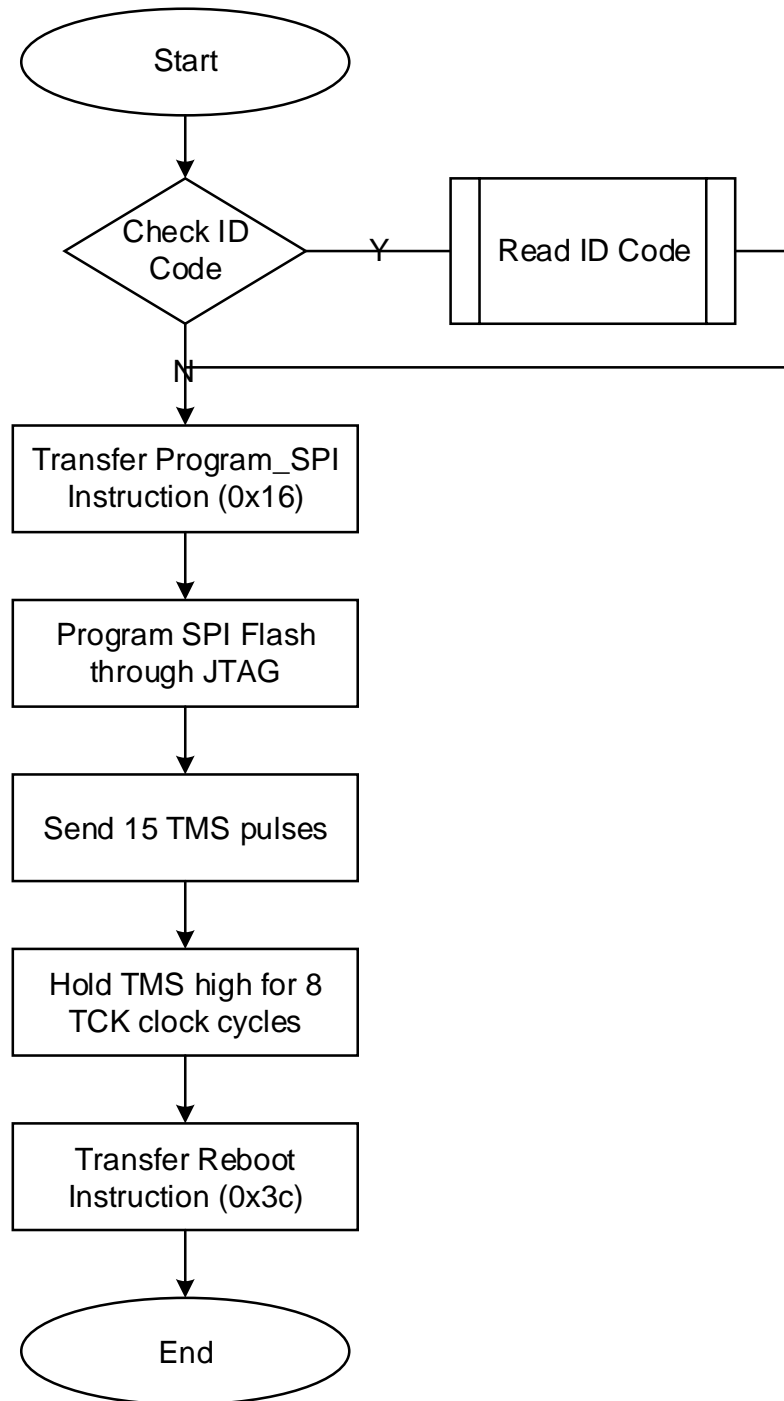 Start
Check ID
Code
Y
Read ID Code
N
Transfer Program_SPI
Instruction (0x16)
Program SPI Flash
through JTAG
Send 15 TMS pulses
Hold TMS high for 8
TCK clock cycles
Transfer Reboot
Instruction (0x3c)
End